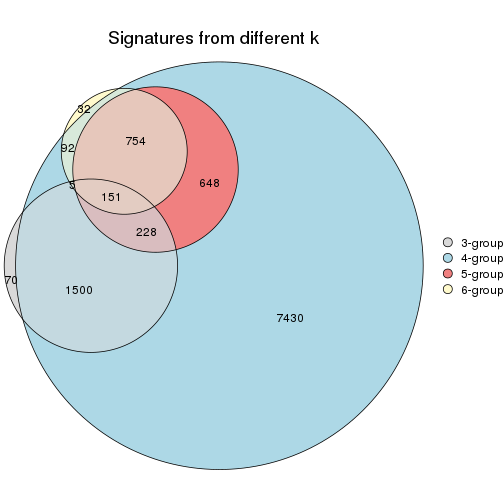 Signatures from different k
32
754
92
648
5
151
228
70
1500
7430
3-group
4-group
5-group
6-group